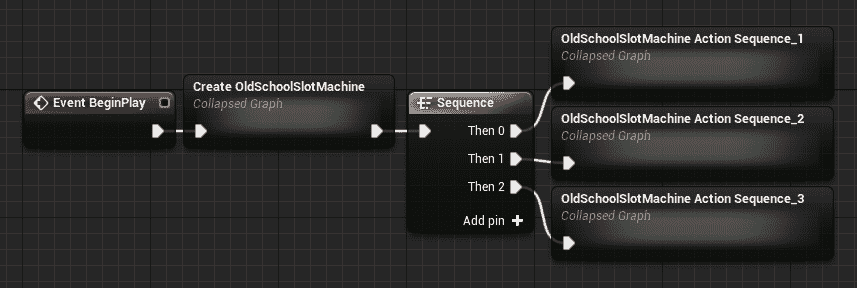 Event BeginPlay
Create OldSchoolSlotMachine
Collapsed Graph
Sequence
Then 0
Then 1
Then 2
Add pin
OldSchoolSlotMachine Action Sequence_1
Collapsed Graph
OldSchoolSlotMachine Action Sequence_2
Collapsed Graph
OldSchoolSlotMachine Action Sequence_3
Collapsed Graph